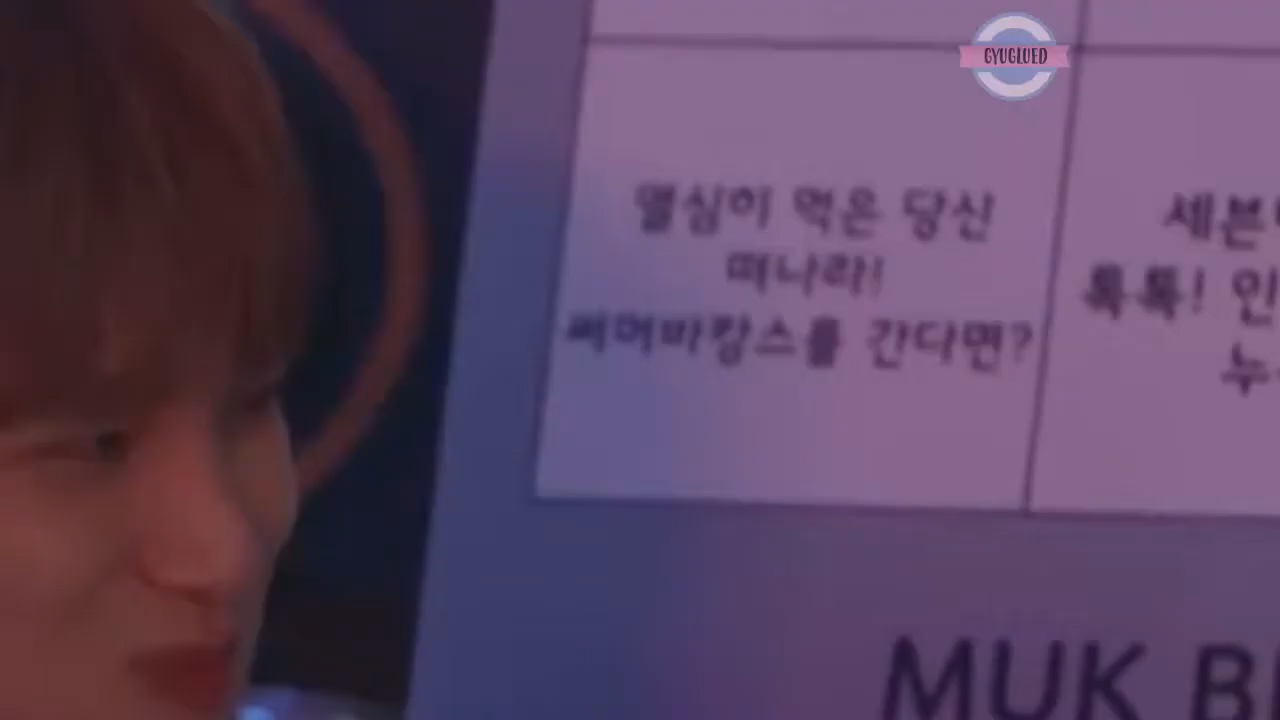 GYUGLUED
열심히 먹은 당신
떠나라!
써머바캉스를 간다면?
세븐
톡톡! 인
누
MUK B